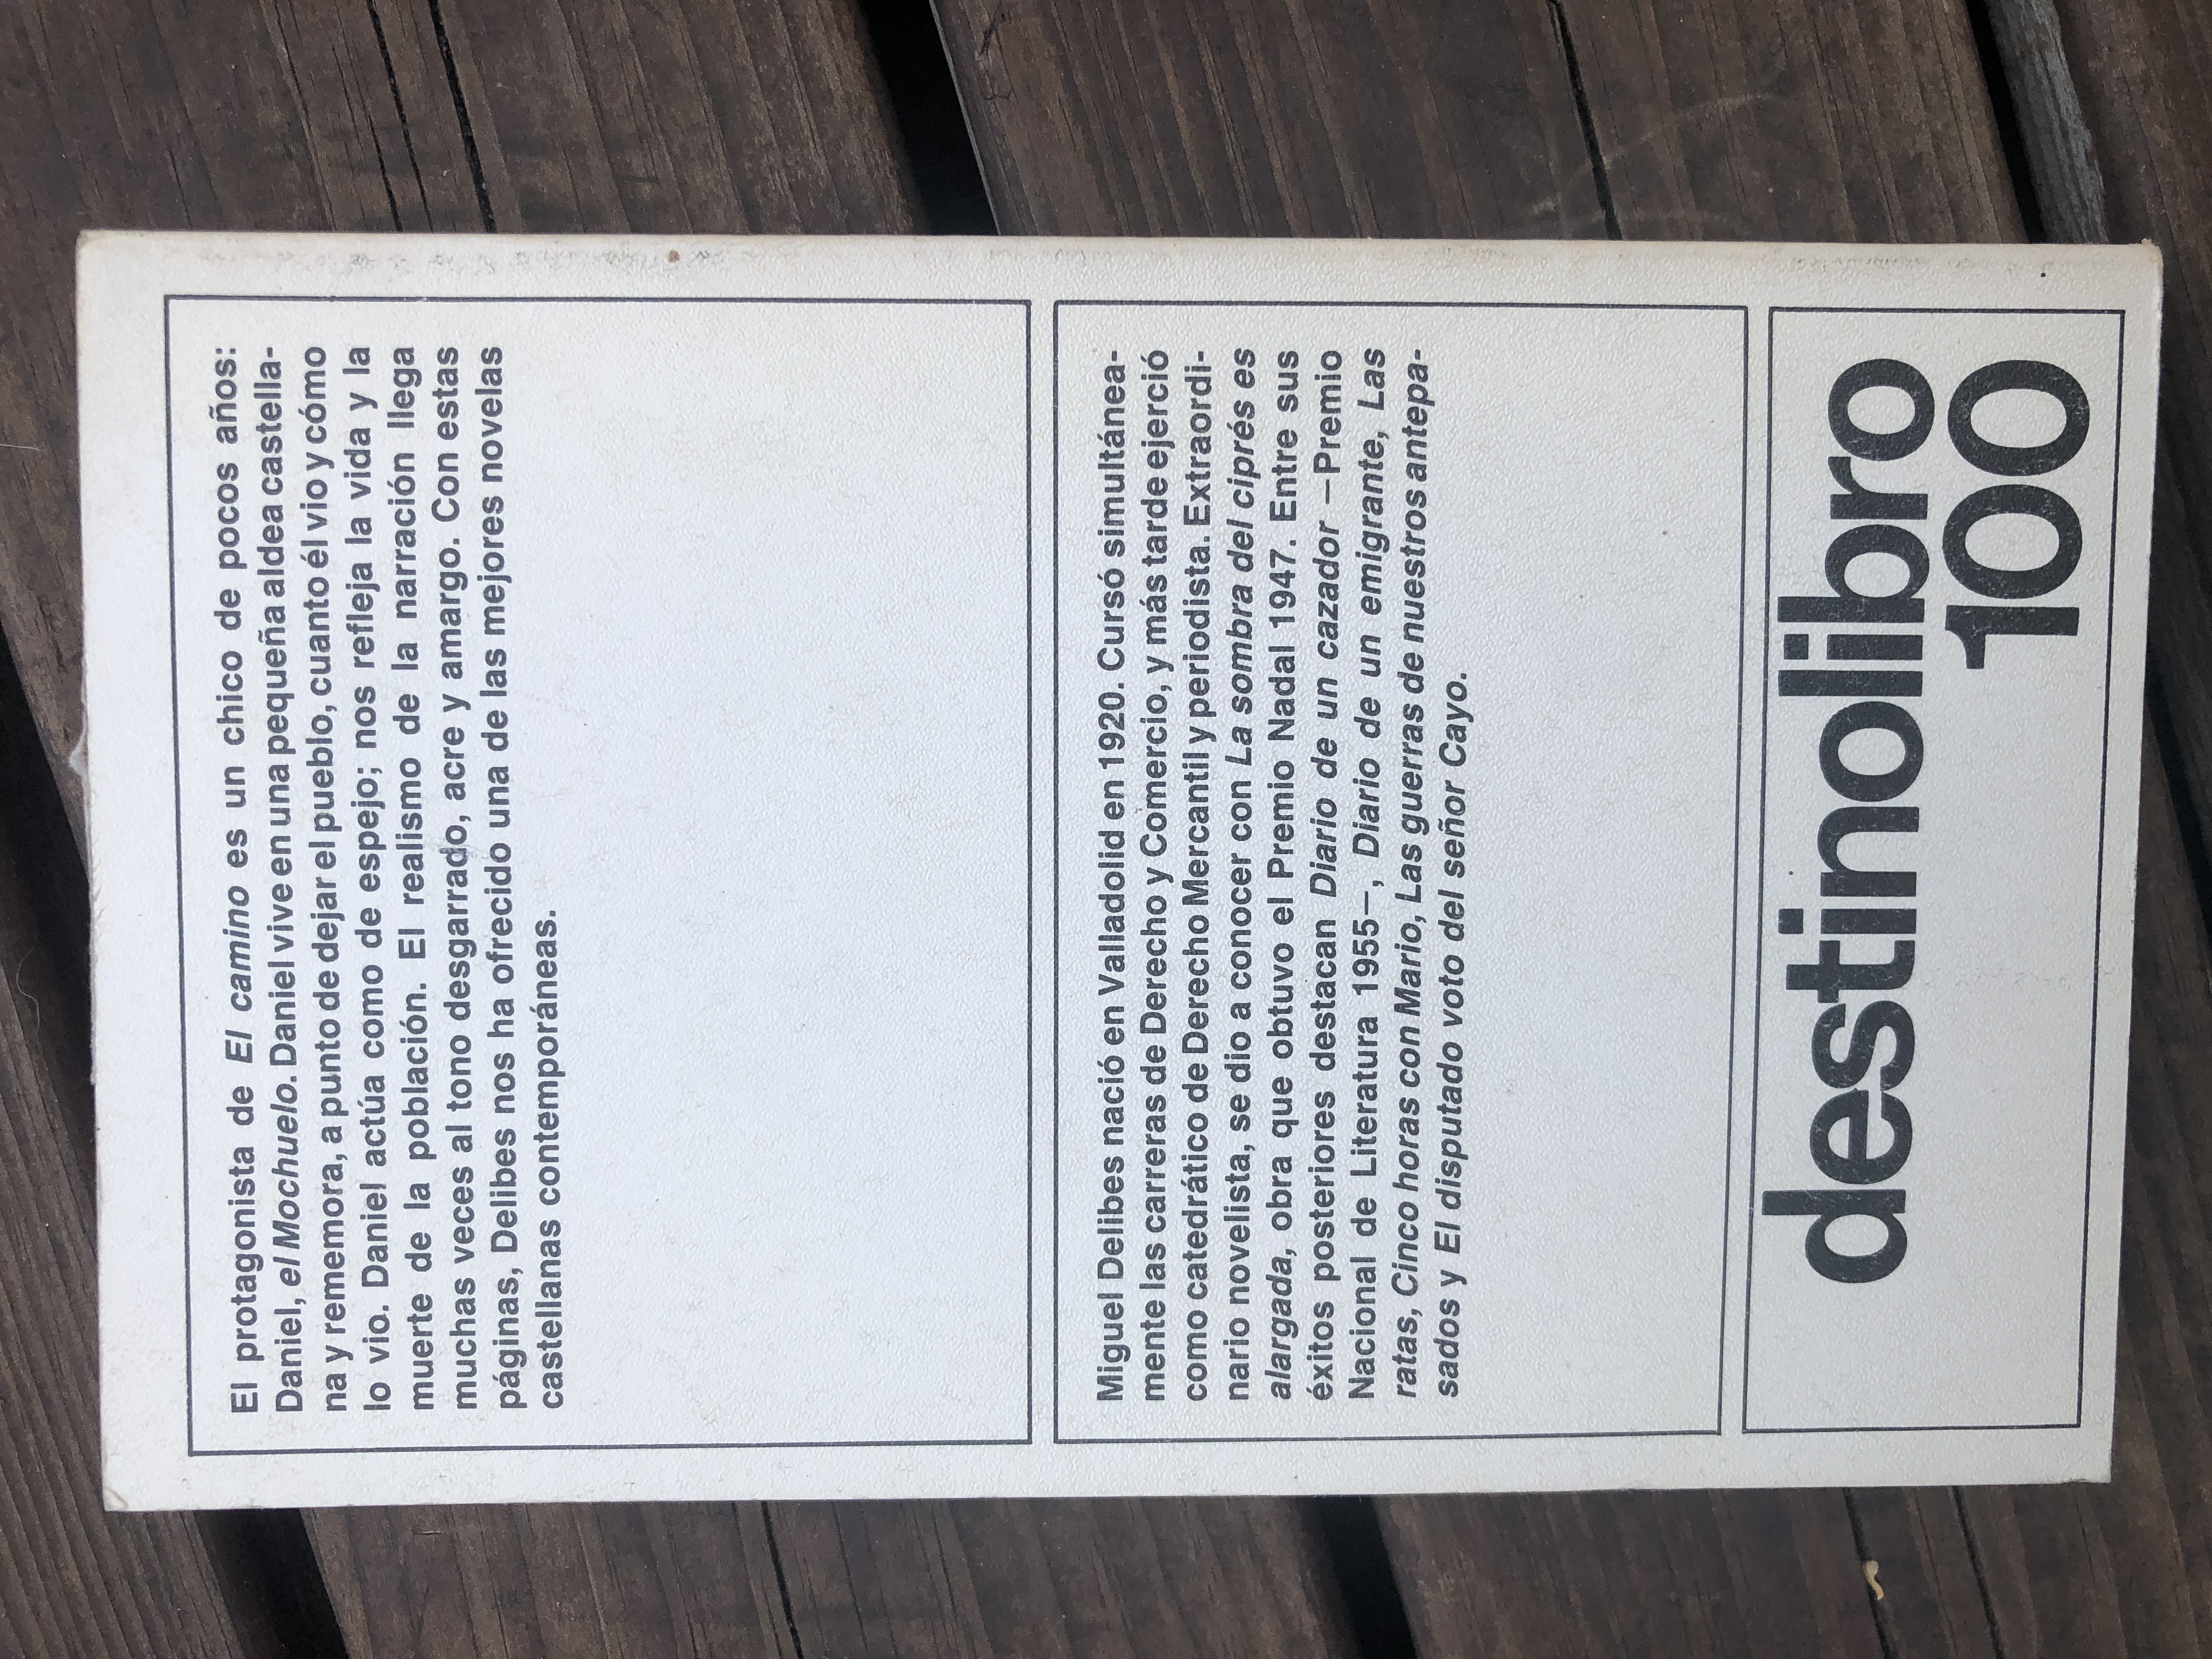 El protagonista de El camino es un chico de pocos años:
Daniel, el Mochuelo. Daniel vive en una pequeña aldea castella-
na y rememora, a punto de dejar el pueblo, cuanto él vio y cómo
lo vio. Daniel actúa como de espejo; nos refleja la vida y la
muerte de la población. El realismo de la narración llega
muchas veces al tono desgarrado, acre y amargo. Con estas
páginas, Delibes nos ha ofrecido una de las mejores novelas
castellanas contemporáneas.
Miguel Delibes nació en Valladolid en 1920. Cursó simultánea-
mente las carreras de Derecho y Comercio, y más tarde ejerció
como catedrático de Derecho Mercantil y periodista. Extraordi-
nario novelista, se dio a conocer con La sombra del ciprés es
alargada, obra que obtuvo el Premio Nadal 1947. Entre sus
éxitos posteriores destacan Diario de un cazador —Premio
Nacional de Literatura 1955—, Diario de un emigrante, Las
ratas, Cinco horas con Mario, Las guerras de nuestros antepa-
sados y El disputado voto del señor Cayo.
destinolibro
100